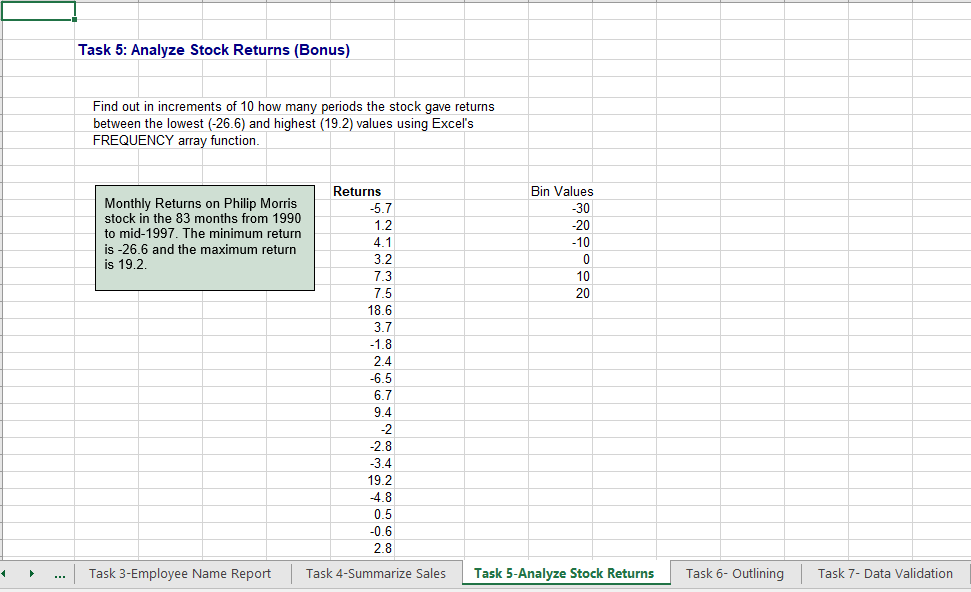 Task 5: Analyze Stock Returns (Bonus)
Find out in increments of 10 how many periods the stock gave returns
between the lowest (-26.6) and highest (19.2) values using Excel's
FREQUENCY array function.
Monthly Returns on Philip Morris
stock in the 83 months from 1990
to mid-1997. The minimum return
is -26.6 and the maximum return
is 19.2.
Returns
-5.7
1.2
4.1
3.2
7.3
7.5
18.6
3.7
-1.8
2.4
-6.5
6.7
9.4
-2
-2.8
-3.4
19.2
-4.8
0.5
-0.6
2.8
Bin Values
-30
-20
-10
0
10
20
... Task 3-Employee Name Report Task 4-Summarize Sales Task 5-Analyze Stock Returns Task 6- Outlining Task 7- Data Validation